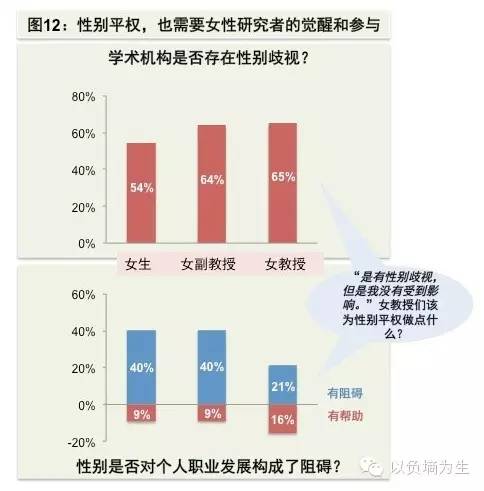 图12：性别平权，也需要女性研究者的觉醒和参与
学术机构是否存在性别歧视？
80%
60%
40%
20%
0%
54%
64%
65%
女生
女副教授
女教授
“是有性别歧视，
但是我没有受到影
响。”女教授们该
为性别平权做点什
么？
60%
40%
20%
0%
-20%
40%
40%
21%
有阻碍
9%
9%
16%
有帮助
性别是否对个人职业发展构成了阻碍？
以负熵为生